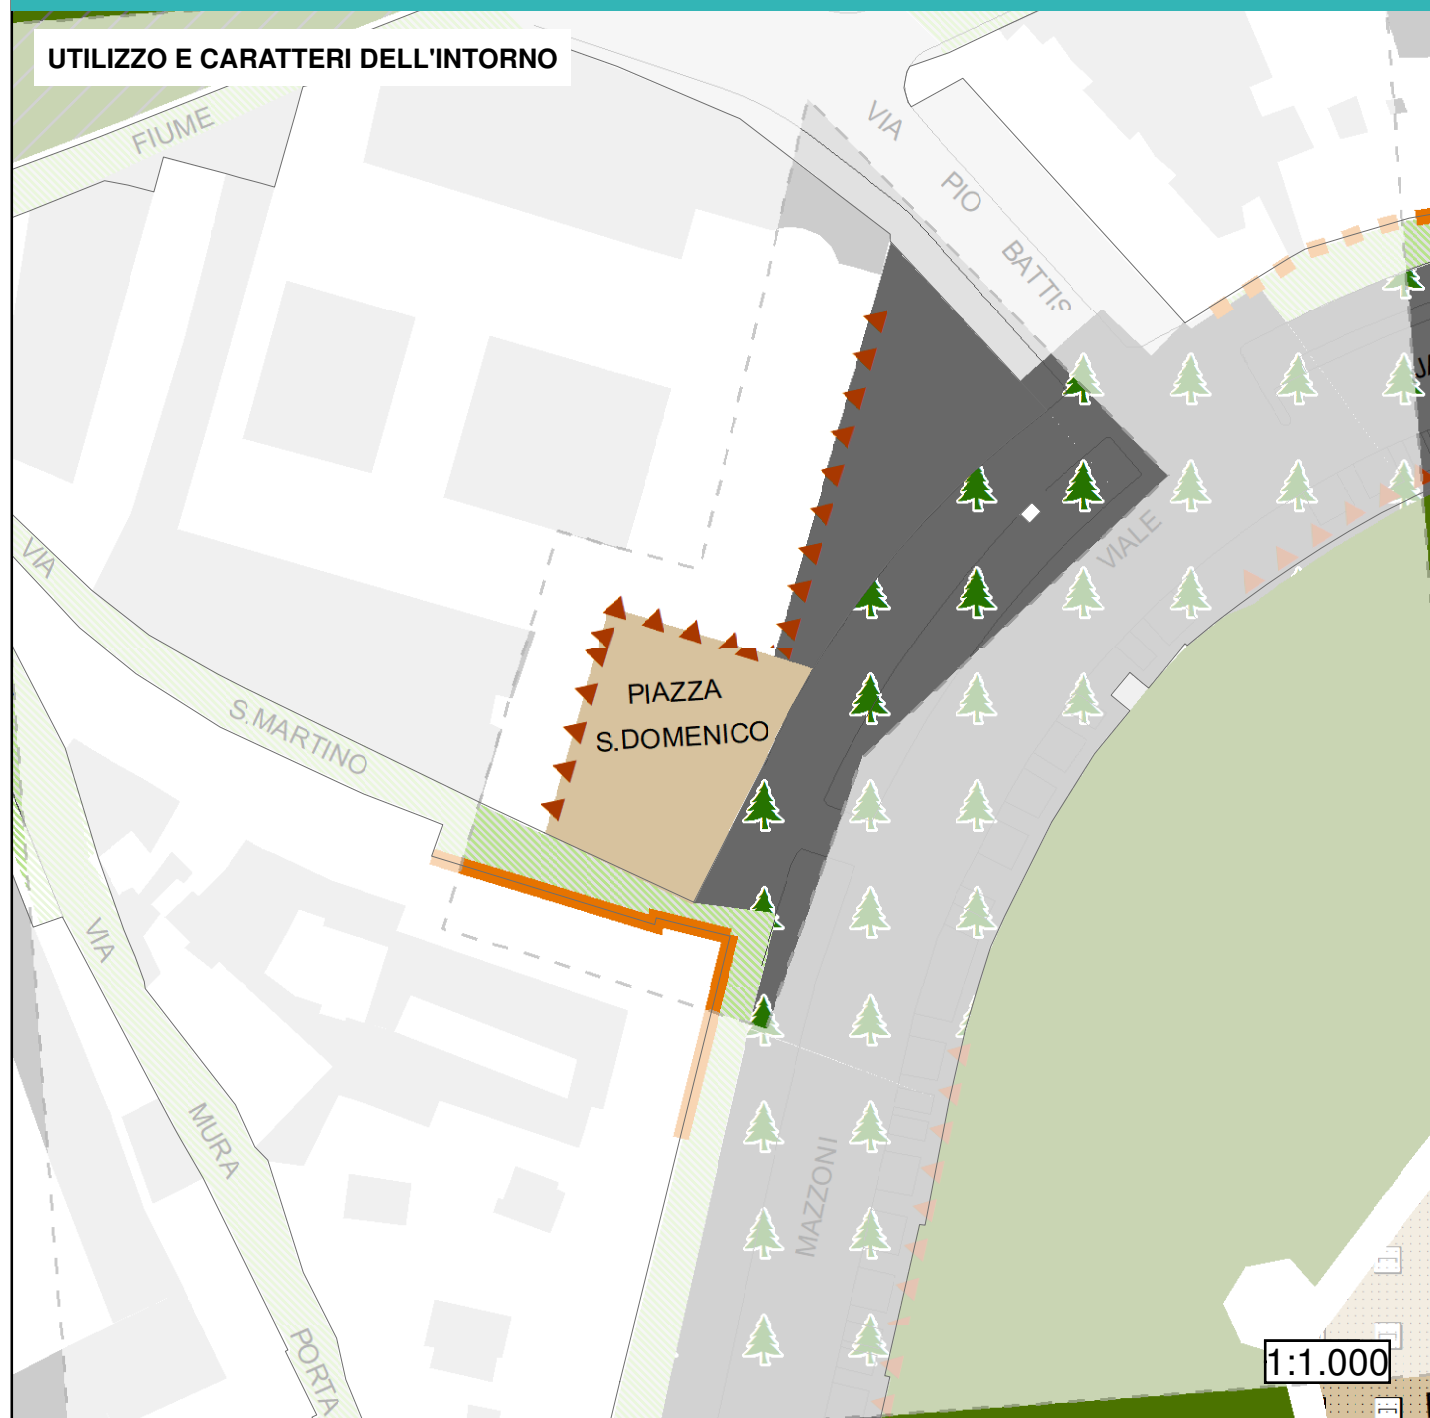 UTILIZZO E CARATTERI DELL'INTORNO
FIUME
VIA
PIO
BATTIS
VIALE
VIA
S.MARTINO
PIAZZA
S.DOMENICO
VIA
MURA
PORTA
MAZZONI
1:1.000